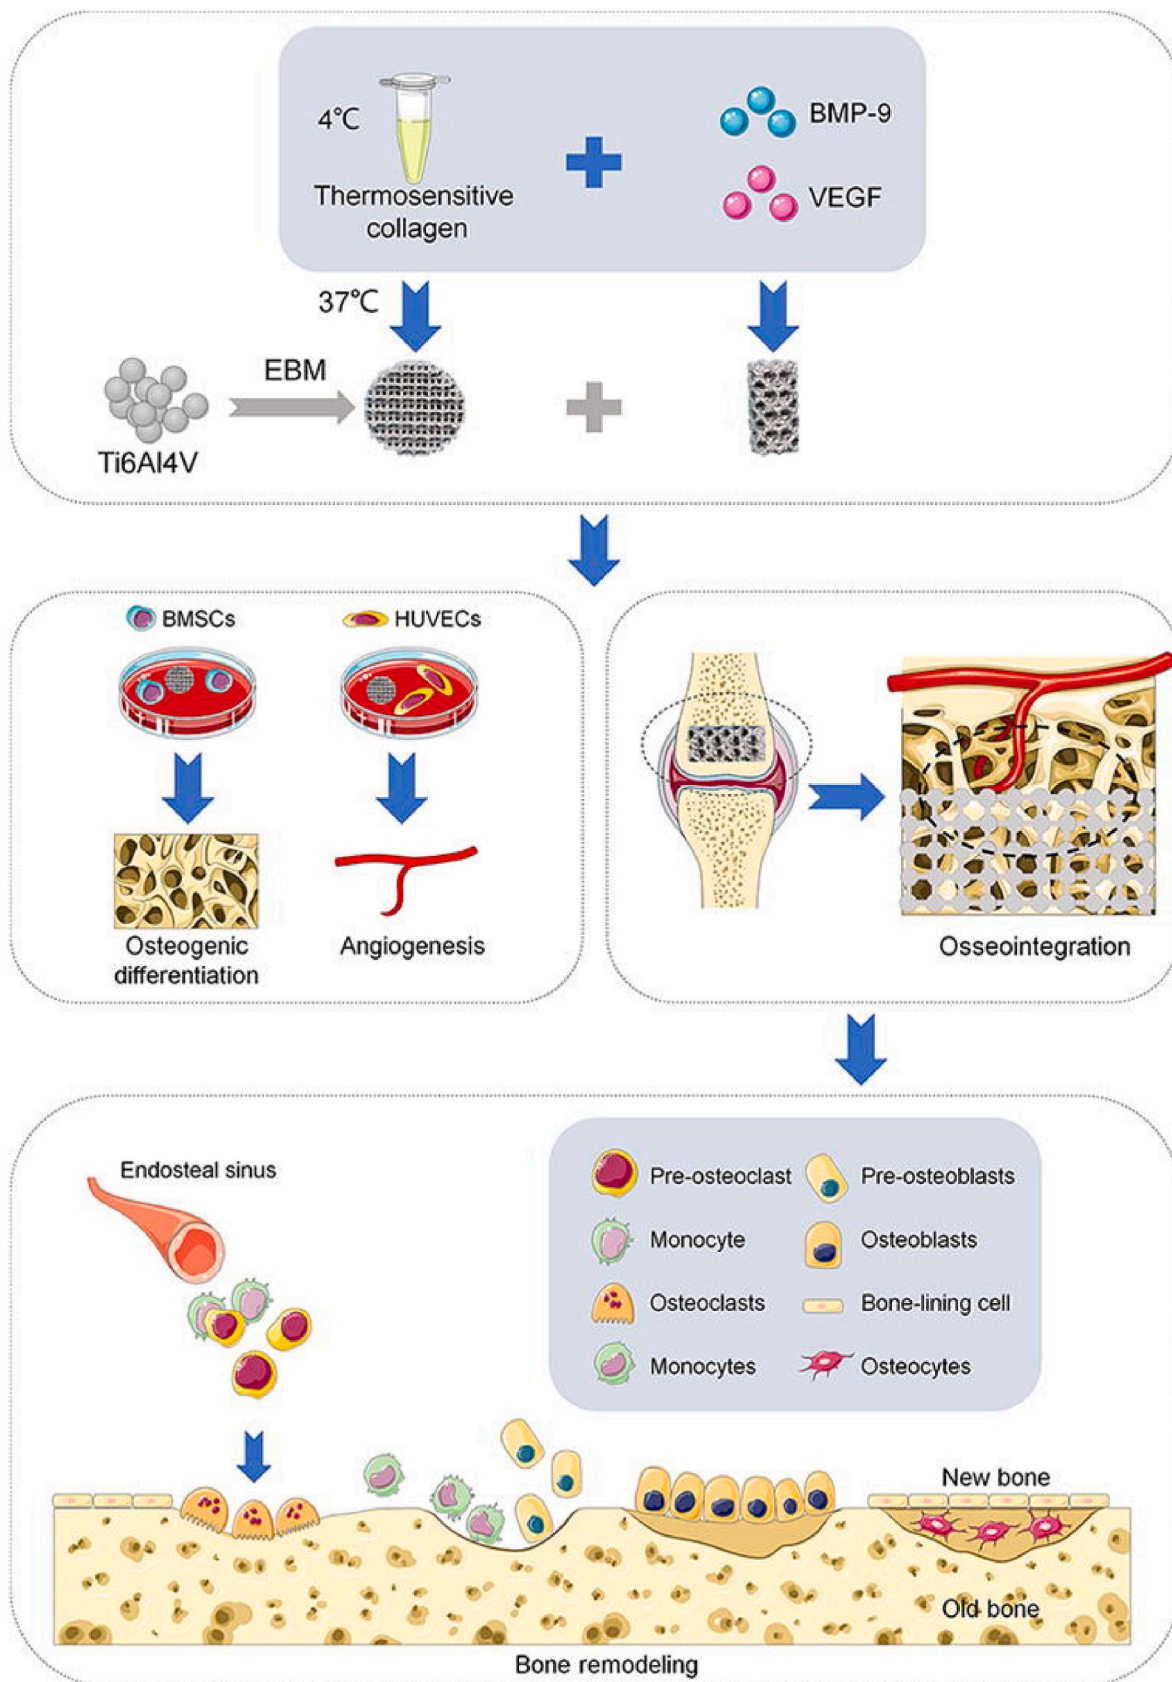 4℃
BMP-9
VEGF
Thermosensitive
collagen
37℃
EBM
Ti6Al4V
BMSCs
HUVECs
Osteogenic
differentiation
Angiogenesis
Osseointegration
Endosteal sinus
Pre-osteoclast
Pre-osteoblasts
Monocyte
Osteoblasts
Osteoclasts
Bone-lining cell
Monocytes
Osteocytes
New bone
Old bone
Bone remodeling